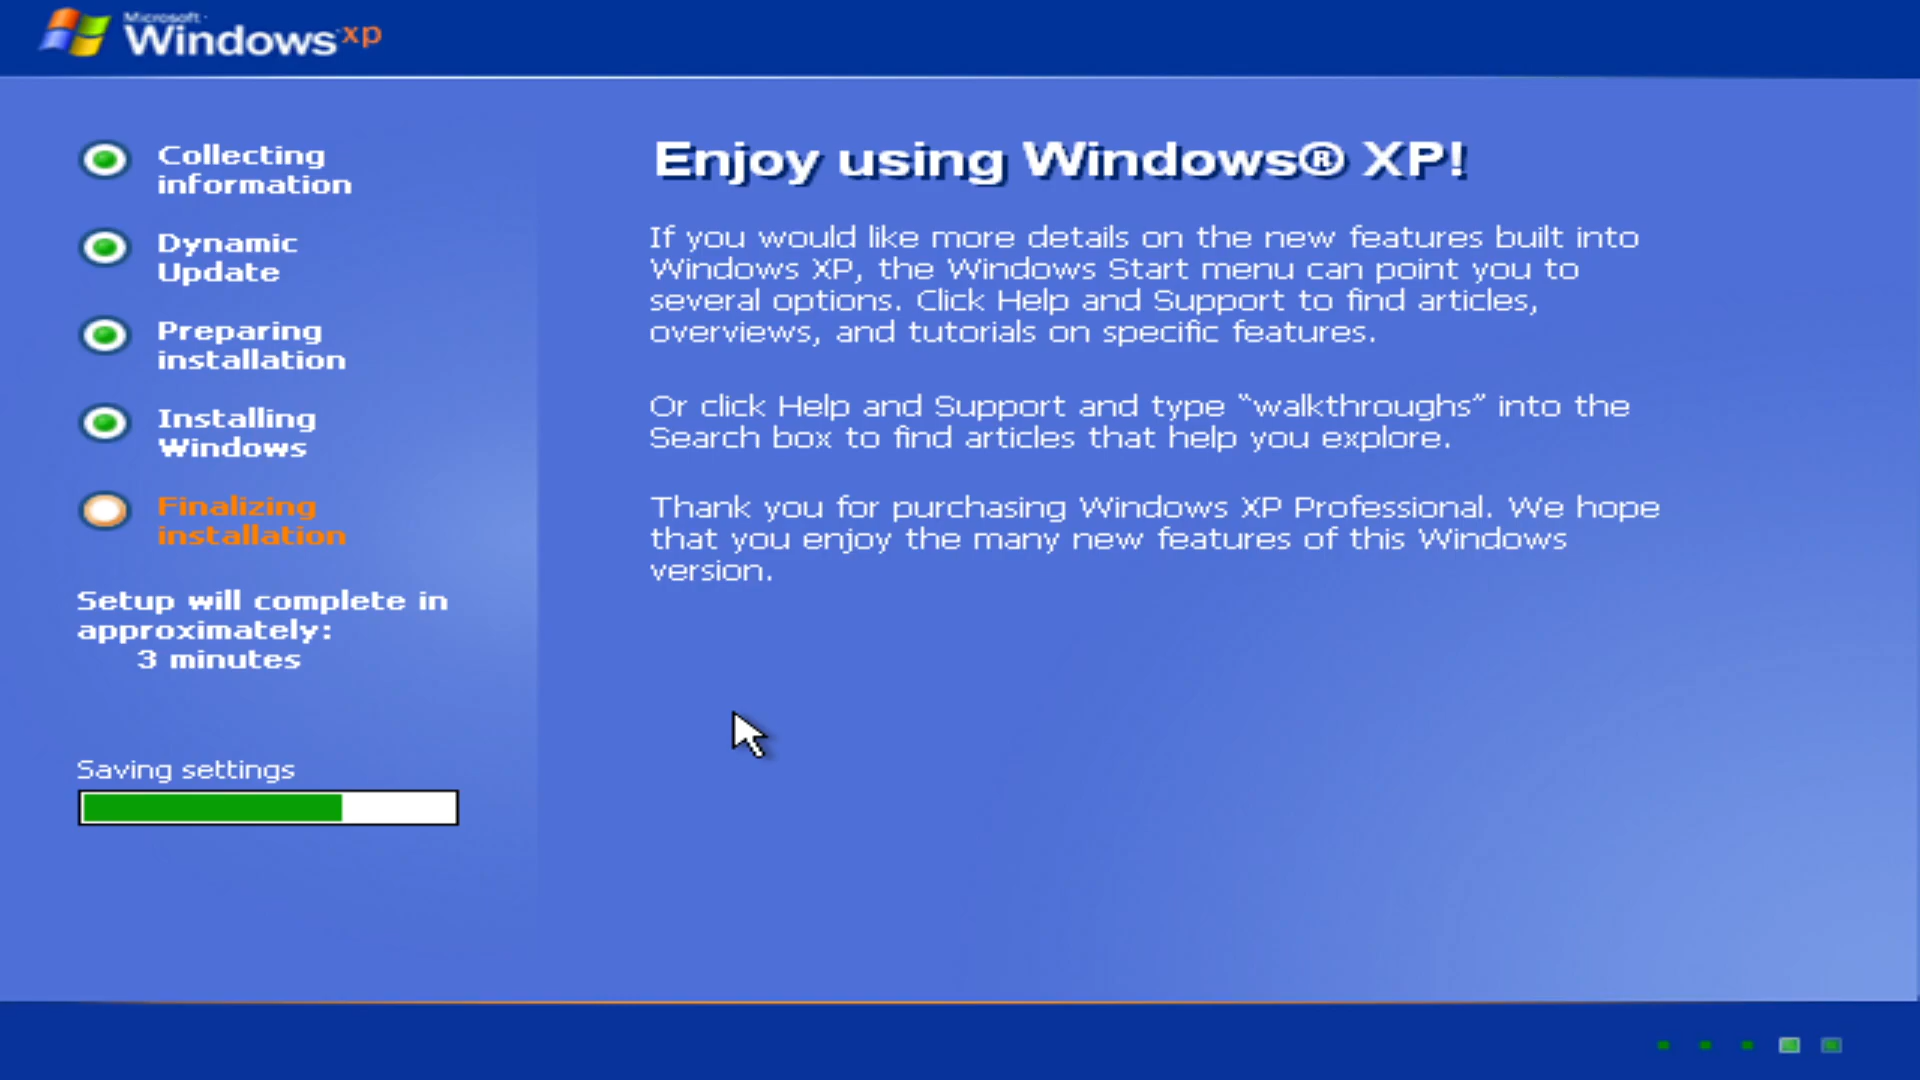 Microsoft®
Windows xp
Collecting
information
Dynamic
Update
Preparing
installation
Installing
Windows
Finalizing
installation
Setup will complete in
approximately:
3 minutes
Saving settings
Enjoy using Windows® XP!
If you would like more details on the new features built into
Windows XP, the Windows Start menu can point you to
several options. Click Help and Support to find articles,
overviews, and tutorials on specific features.
Or click Help and Support and type “walkthroughs” into the
Search box to find articles that help you explore.
Thank you for purchasing Windows XP Professional. We hope
that you enjoy the many new features of this Windows
version.